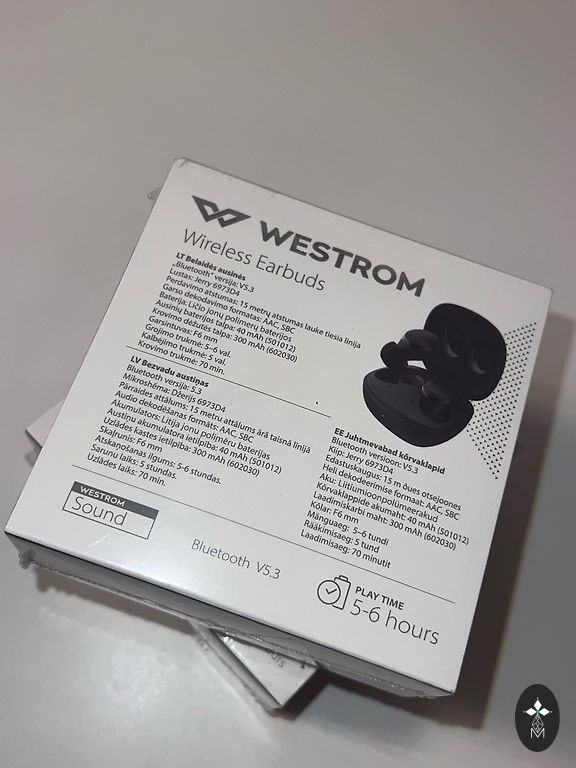 WESTROM
Wireless Earbuds
LT Belaidės ausinės
„Bluetooth“ versija: V5.3
Lustas: Jerry 6973D4
Perdavimo atstumas: 15 metrų atstumas lauke tiesia linija
Garso dekodavimo formatas: AAC, SBC
Baterija: Ličio jonų polimerų baterijos
Ausinių baterijos talpa: 40 mAh (501012)
Krovimo dėžutės talpa: 300 mAh (602030)
Garsintuvas: F6 mm
Grojimo trukmė: 5–6 val.
Kalbėjimo trukmė: 5 val.
Krovimo trukmė: 70 min.
LV Bezvadu austiņas
Bluetooth versija: 5.3
Mikroshēma: Džerijs 6973D4
Pāraides attālums: 15 metru attālums ārā taisnā līnijā
Audio dekodēšanas formāts: AAC, SBC
Akumulators: Litija jonu polimēru baterijas
Austiņu akumulatora ietilpība: 40 mAh (501012)
Uzlādes kastes ietilpība: 300 mAh (602030)
Skaļrunis: F6 mm
Atskaņošanas ilgums: 5-6 stundas.
Sarunu laiks: 5 stundas.
Uzlādes laiks: 70 min.
EE Juhtmevabad kõrvaklapid
Bluetooth versioon: V5.3
Kiip: Jerry 6973D4
Edastuskaugus: 15 m õues otsejoones
Heli dekodeerimise formaat: AAC, SBC
Aku: Liitiumioonpolümeerakud
Kõrvaklappide akumaht: 40 mAh (501012)
Laadimiskarbi maht: 300 mAh (602030)
Kõlar: F6 mm
Mänguaeg: 5–6 tundi
Rääkimisaeg: 5 tund
Laadimisaeg: 70 minutit
WESTROM
Sound
Bluetooth V5.3
PLAY TIME
5-6 hours